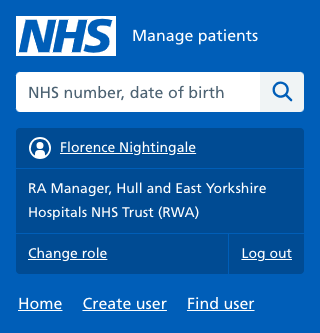 NHS
Manage patients
NHS number, date of birth
Florence Nightingale
RA Manager, Hull and East Yorkshire
Hospitals NHS Trust (RWA)
Change role
Log out
Home
Create user
Find user